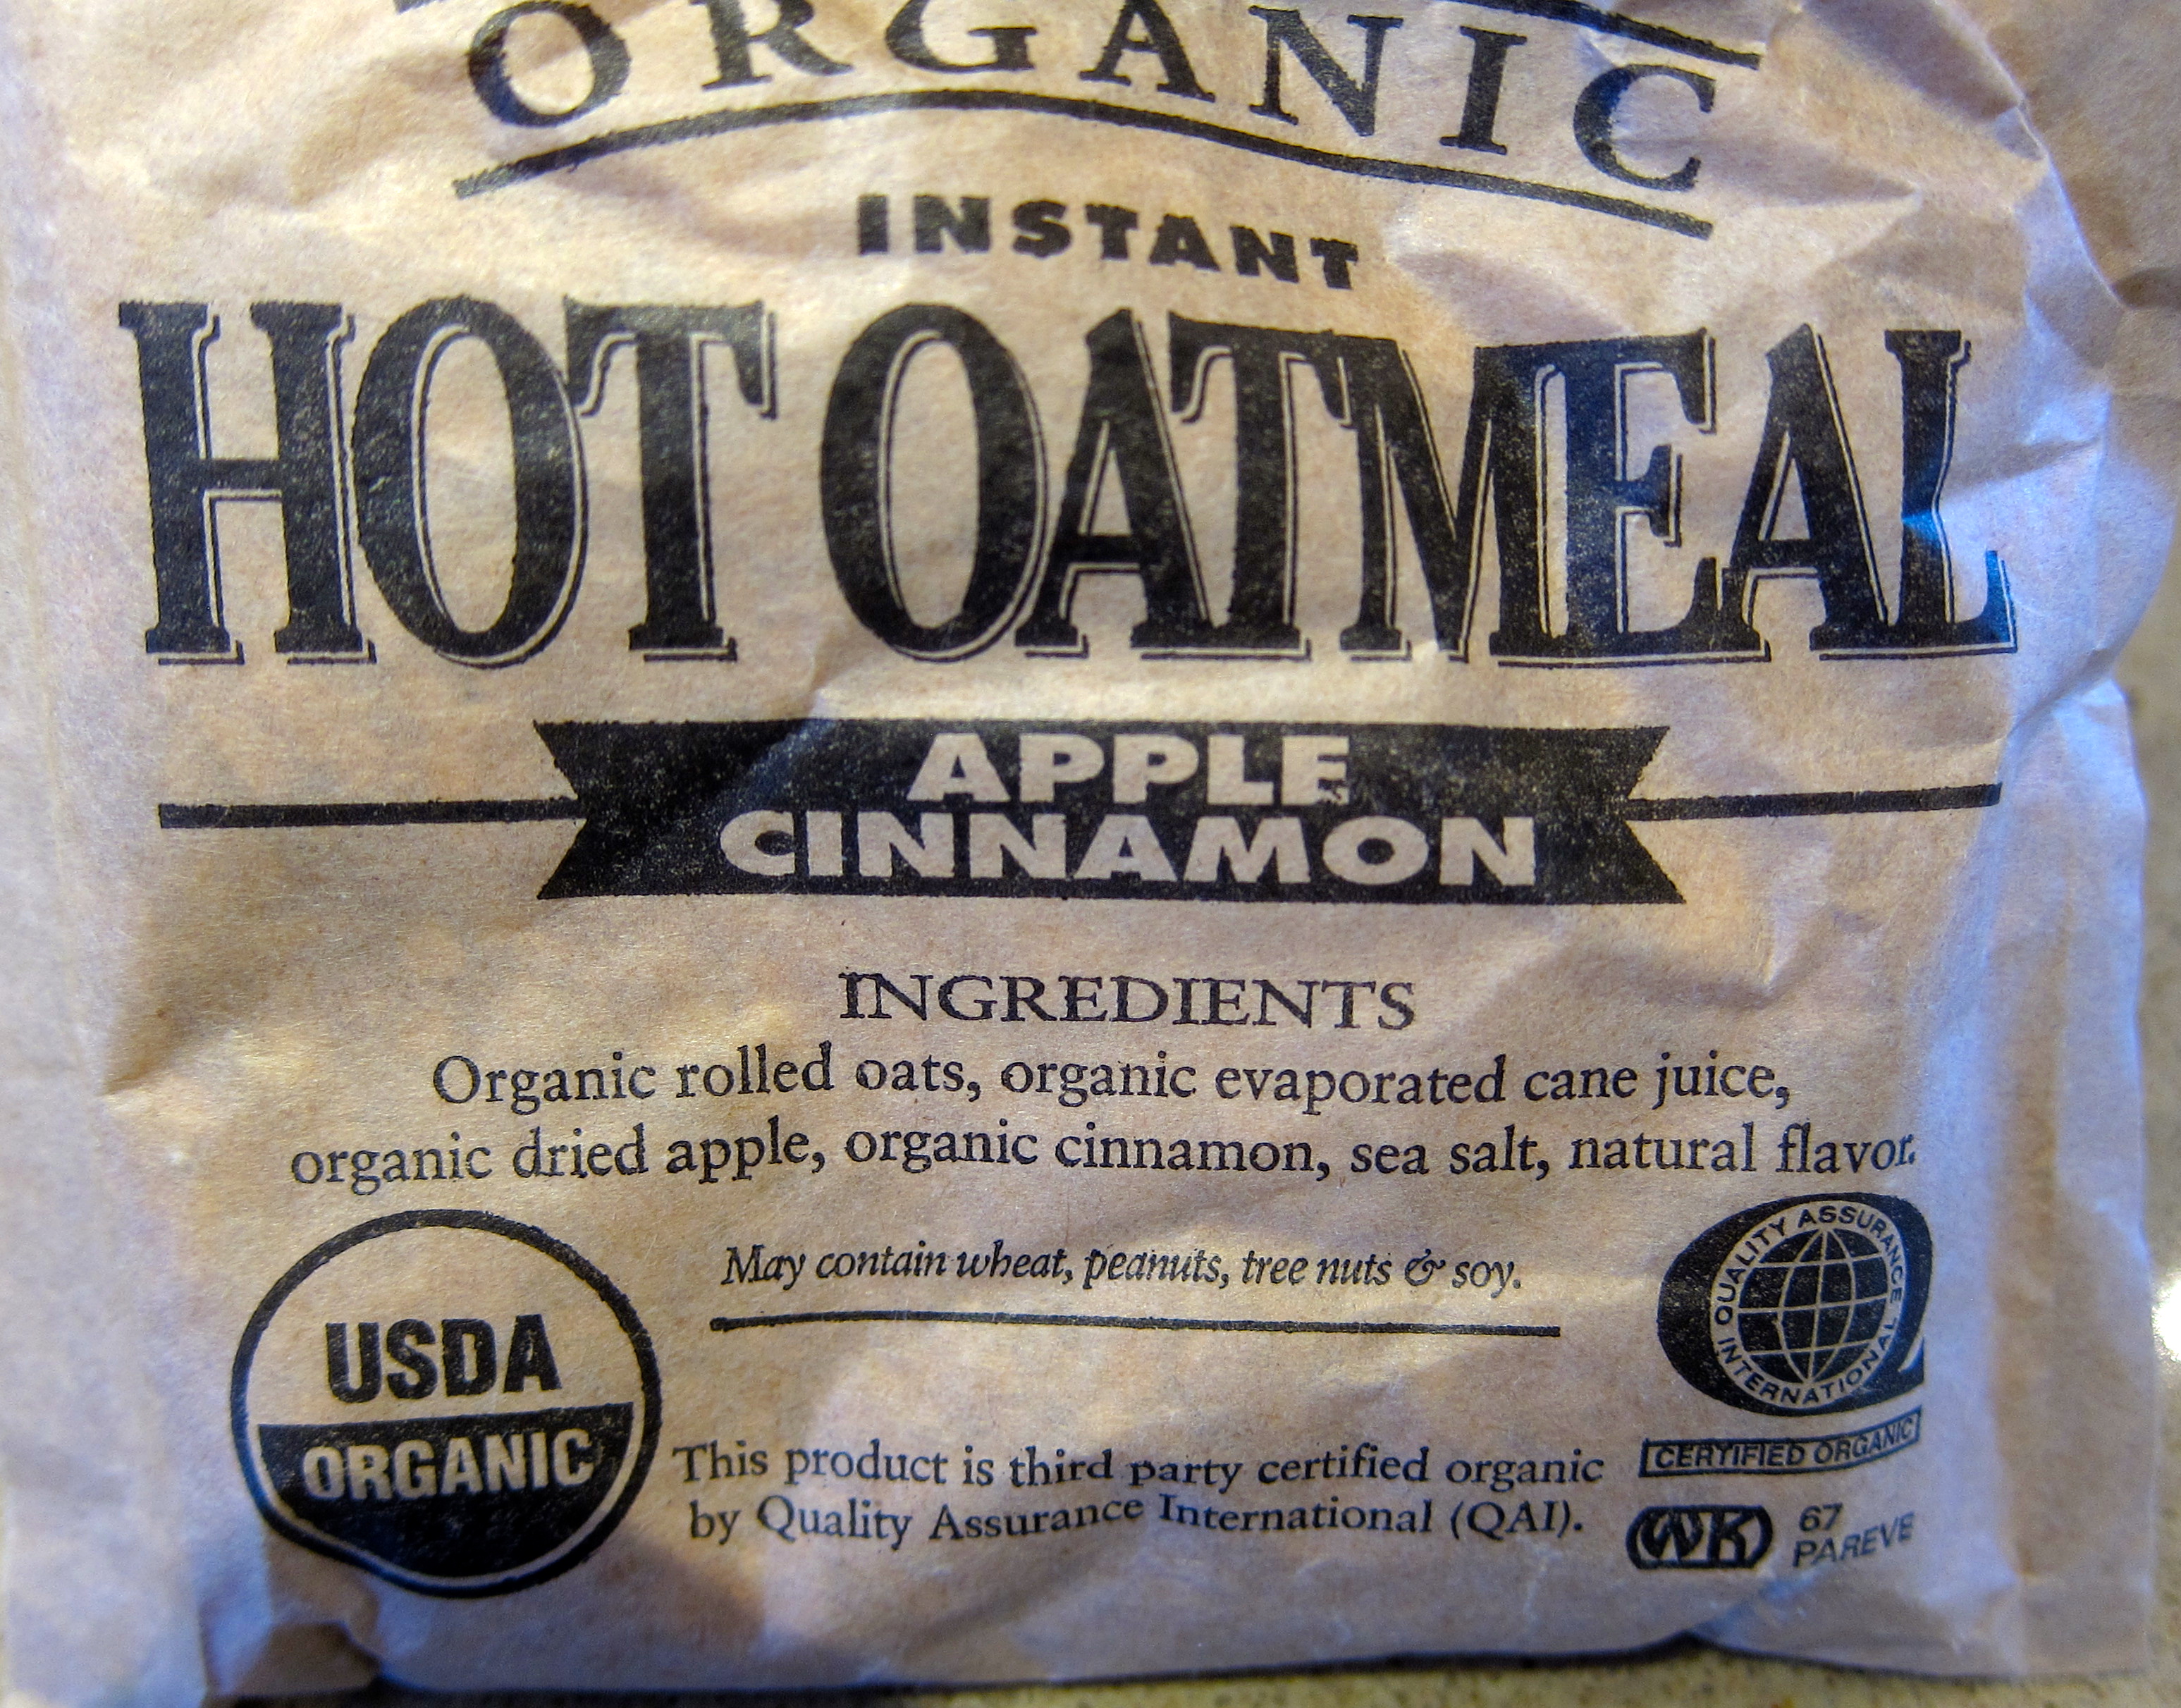 ORGANIC
INSTANT
HOT OATMEAL
APPLE
CINNAMON
INGREDIENTS
Organic rolled oats, organic evaporated cane juice,
organic dried apple, organic cinnamon, sea salt, natural flavor.
May contain wheat, peanuts, tree nuts & soy.
USDA
ORGANIC
This product is third party certified organic
by Quality Assurance International (QAI).
QUALITY ASSURANCE INTERNATIONAL
CERTIFIED ORGANIC
WK
67
PAREVE